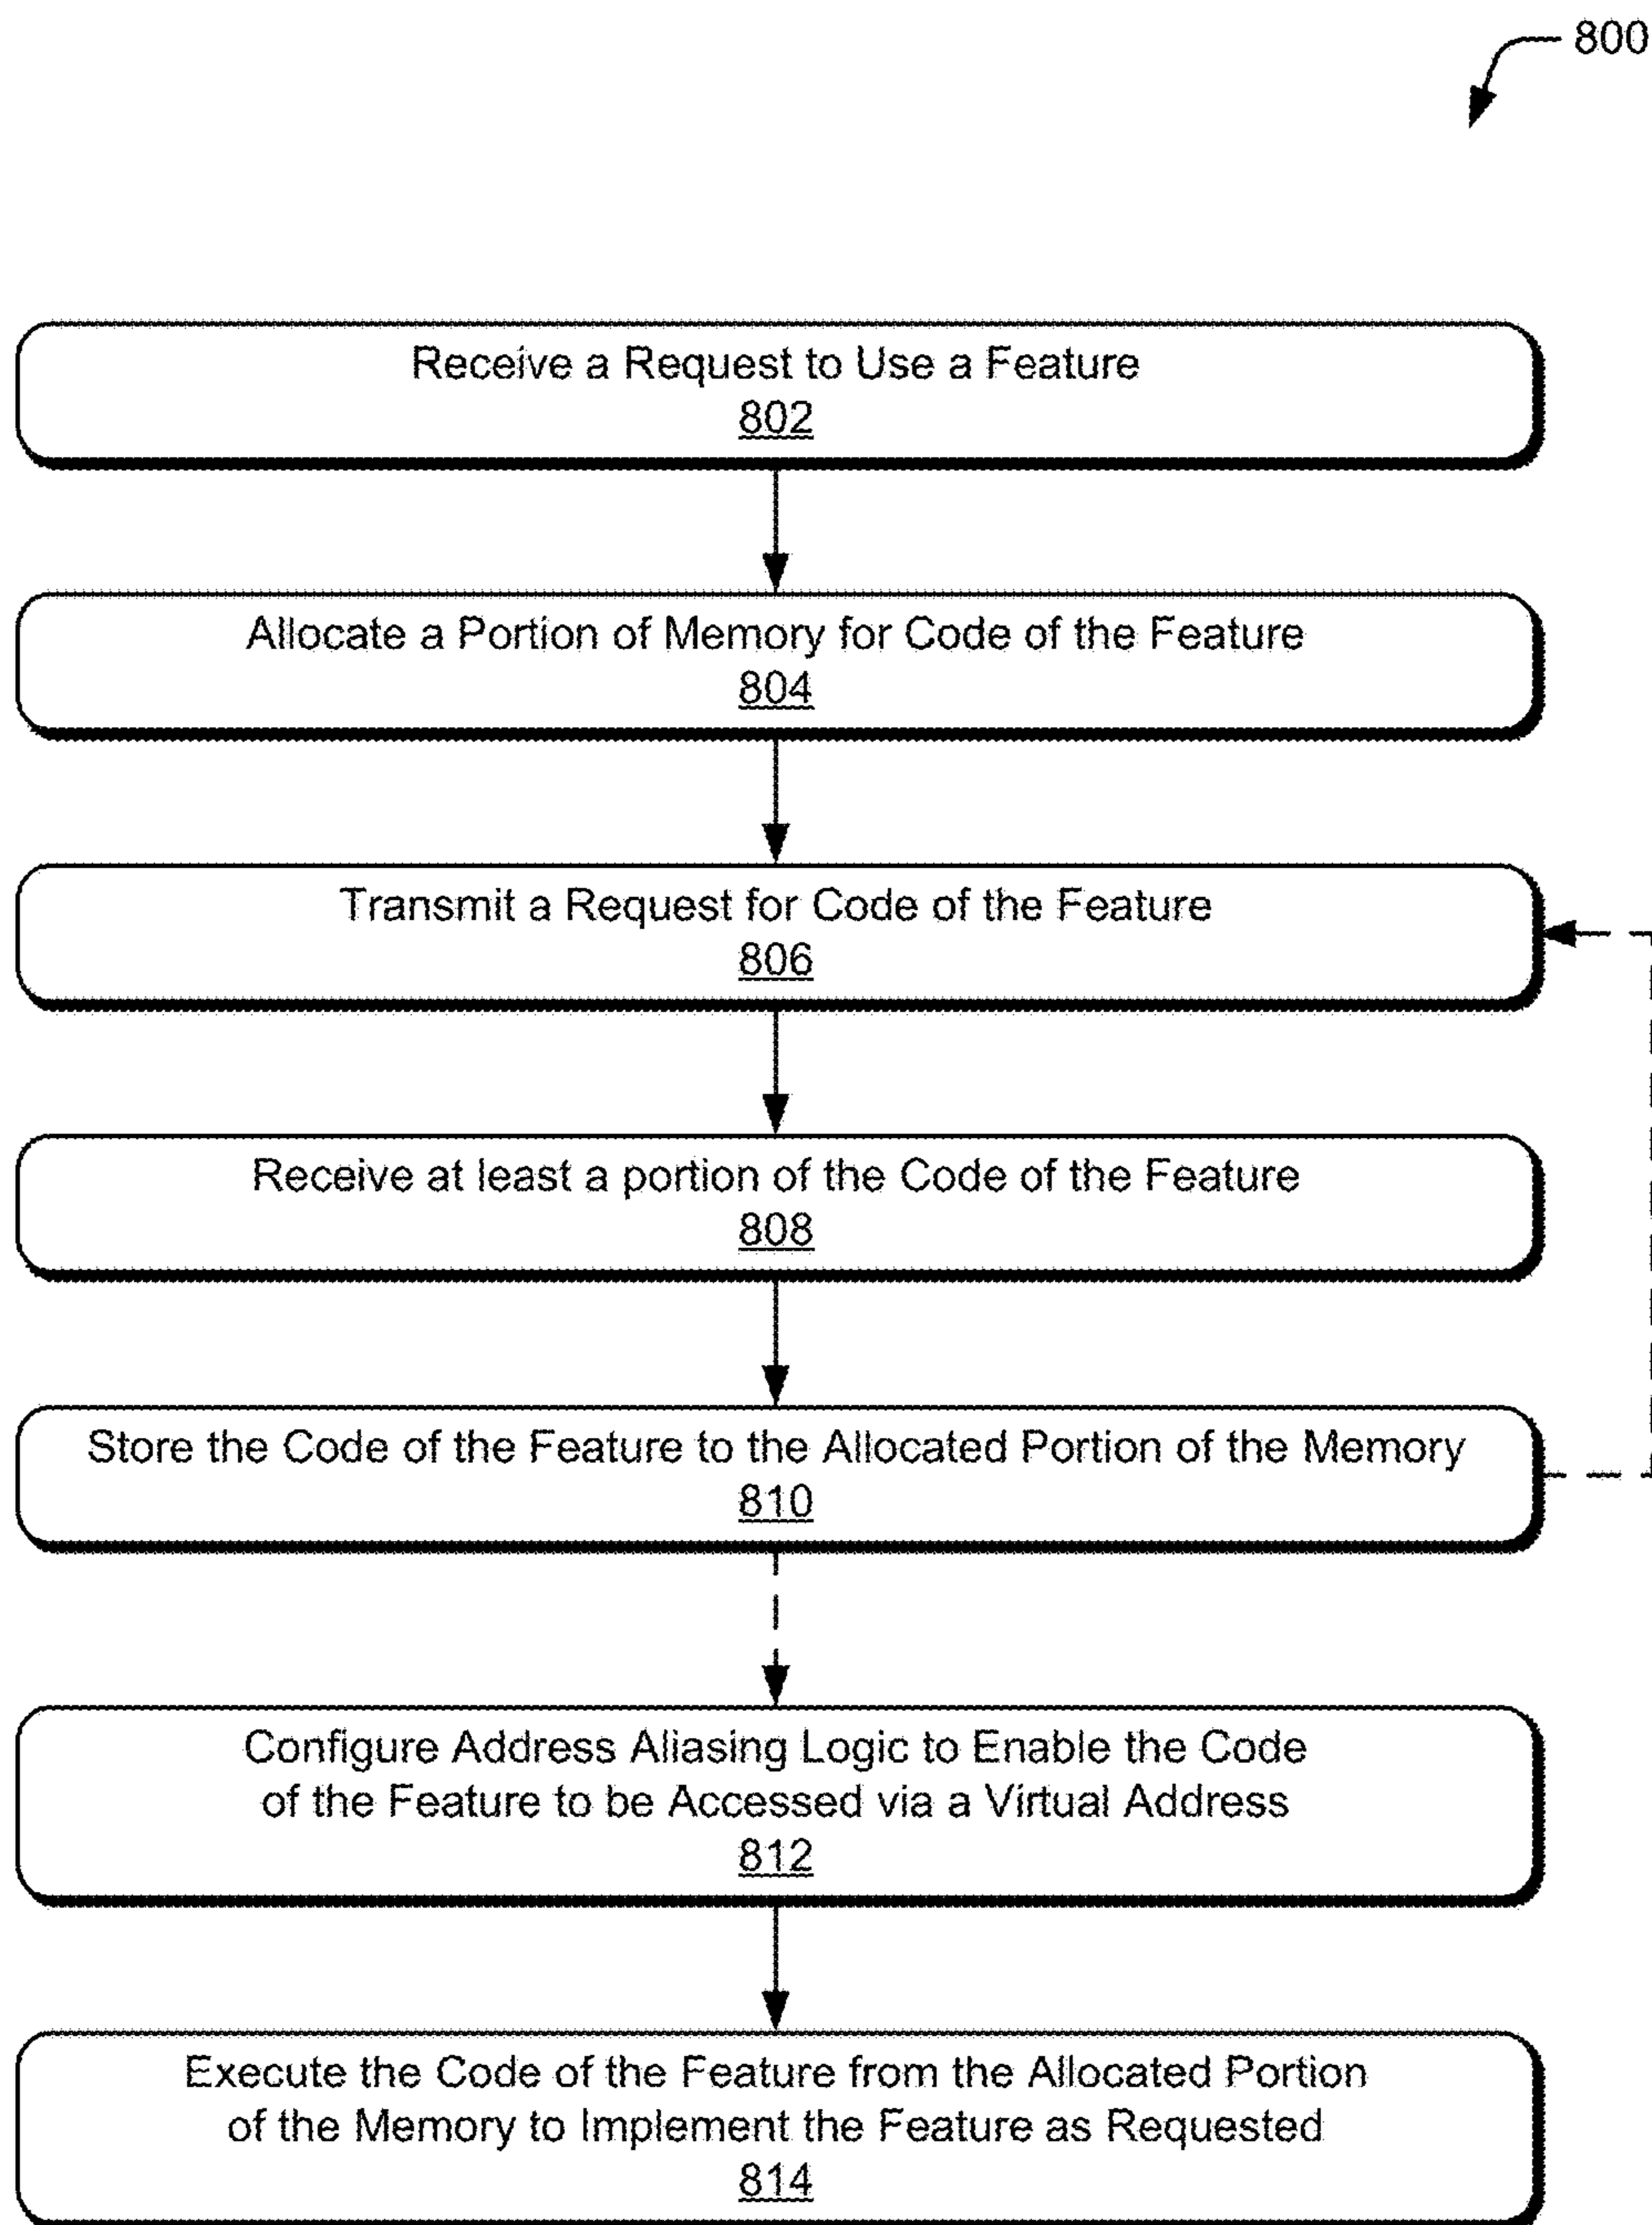 800
Receive a Request to Use a Feature
802
Allocate a Portion of Memory for Code of the Feature
804
Transmit a Request for Code of the Feature
806
Receive at least a portion of the Code of the Feature
808
Store the Code of the Feature to the Allocated Portion of the Memory
810
Configure Address Aliasing Logic to Enable the Code
of the Feature to be Accessed via a Virtual Address
812
Execute the Code of the Feature from the Allocated Portion
of the Memory to Implement the Feature as Requested
814